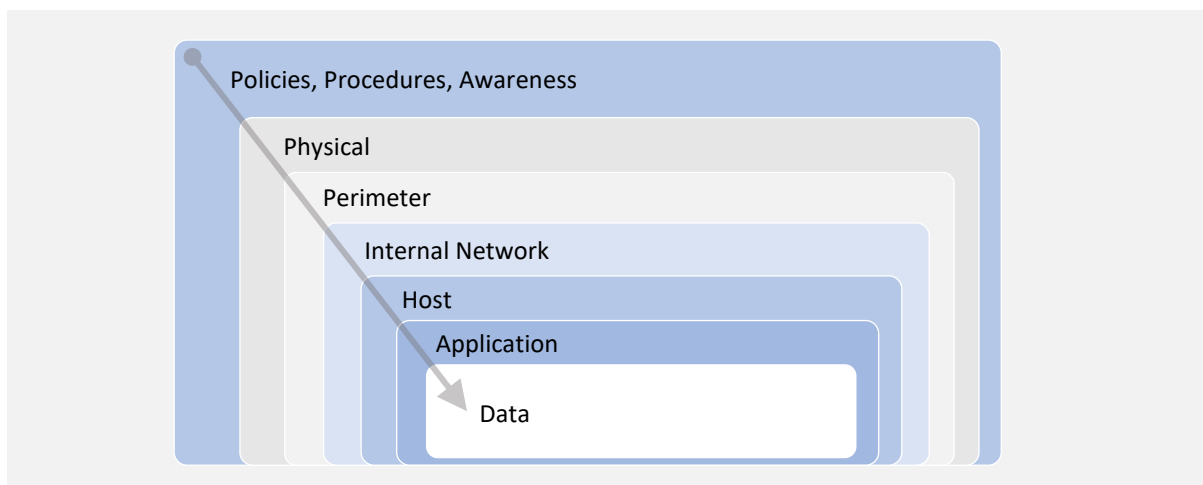 Policies, Procedures, Awareness
Physical
Perimeter
Internal Network
Host
Application
Data